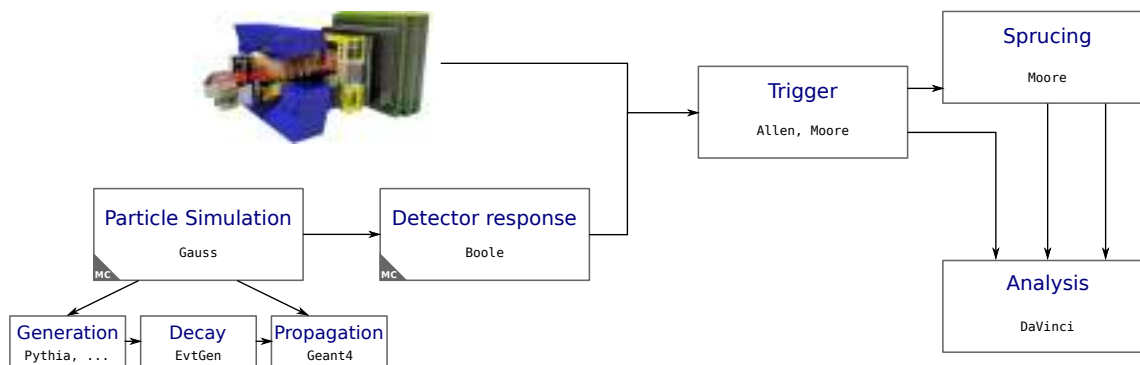 Sprucing
Moore
Trigger
Allen, Moore
Particle Simulation
Gauss
MC
Detector response
Boole
MC
Analysis
DaVinci
Generation
Pythia, ...
Decay
EvtGen
Propagation
Geant4